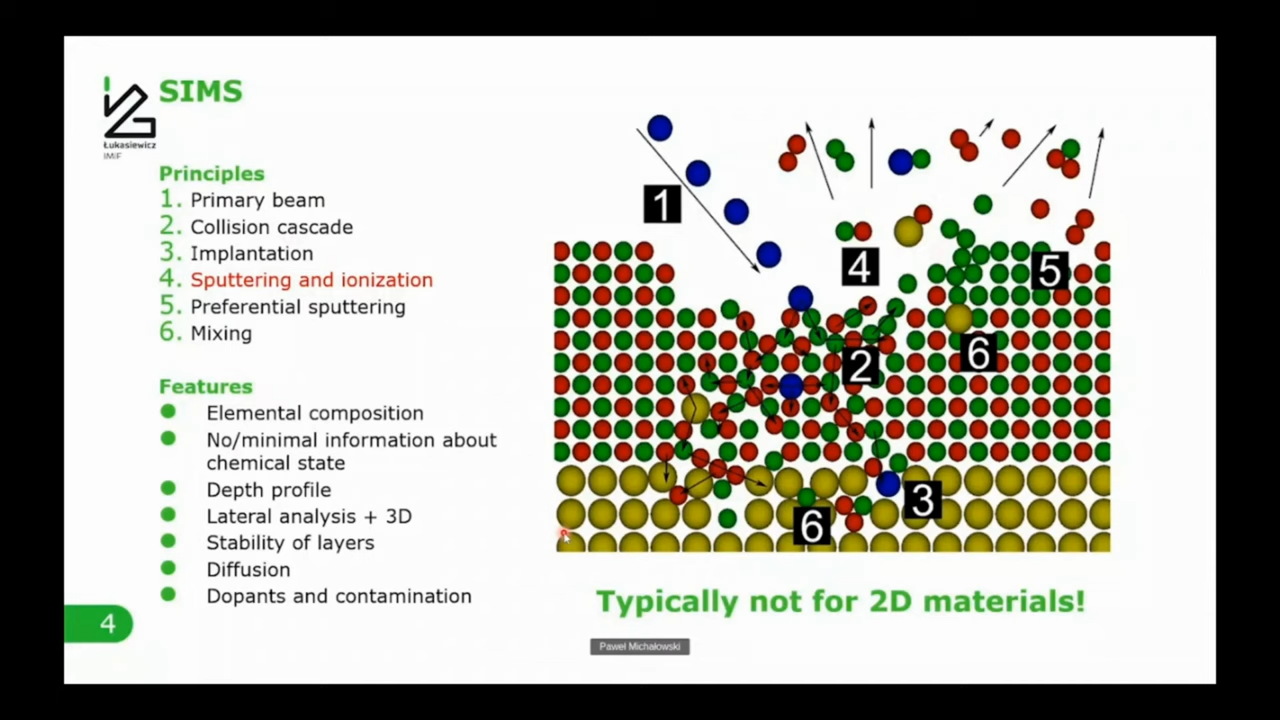 SIMS
Łukasiewicz
IMiF
Principles
1. Primary beam
2. Collision cascade
3. Implantation
4. Sputtering and ionization
5. Preferential sputtering
6. Mixing
Features
Elemental composition
No/minimal information about
chemical state
Depth profile
Lateral analysis + 3D
Stability of layers
Diffusion
Dopants and contamination
4
1
4
5
2
6
3
6
Typically not for 2D materials!
Paweł Michałowski